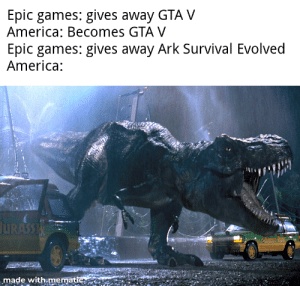 Epic games: gives away GTA V
America: Becomes GTA V
Epic games: gives away Ark Survival Evolved
America:
JURASS
made with mematic